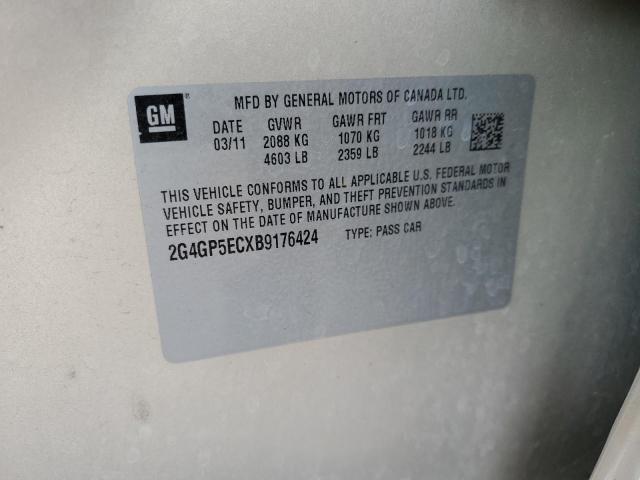 GM ®
MFD BY GENERAL MOTORS OF CANADA LTD.
DATE GVWR GAWR FRT GAWR RR
03/11 2088 KG 1070 KG 1018 KG
4603 LB 2359 LB 2244 LB
THIS VEHICLE CONFORMS TO ALL APPLICABLE U.S. FEDERAL MOTOR
VEHICLE SAFETY, BUMPER, AND THEFT PREVENTION STANDARDS IN
EFFECT ON THE DATE OF MANUFACTURE SHOWN ABOVE.
2G4GP5ECXB9176424 TYPE: PASS CAR